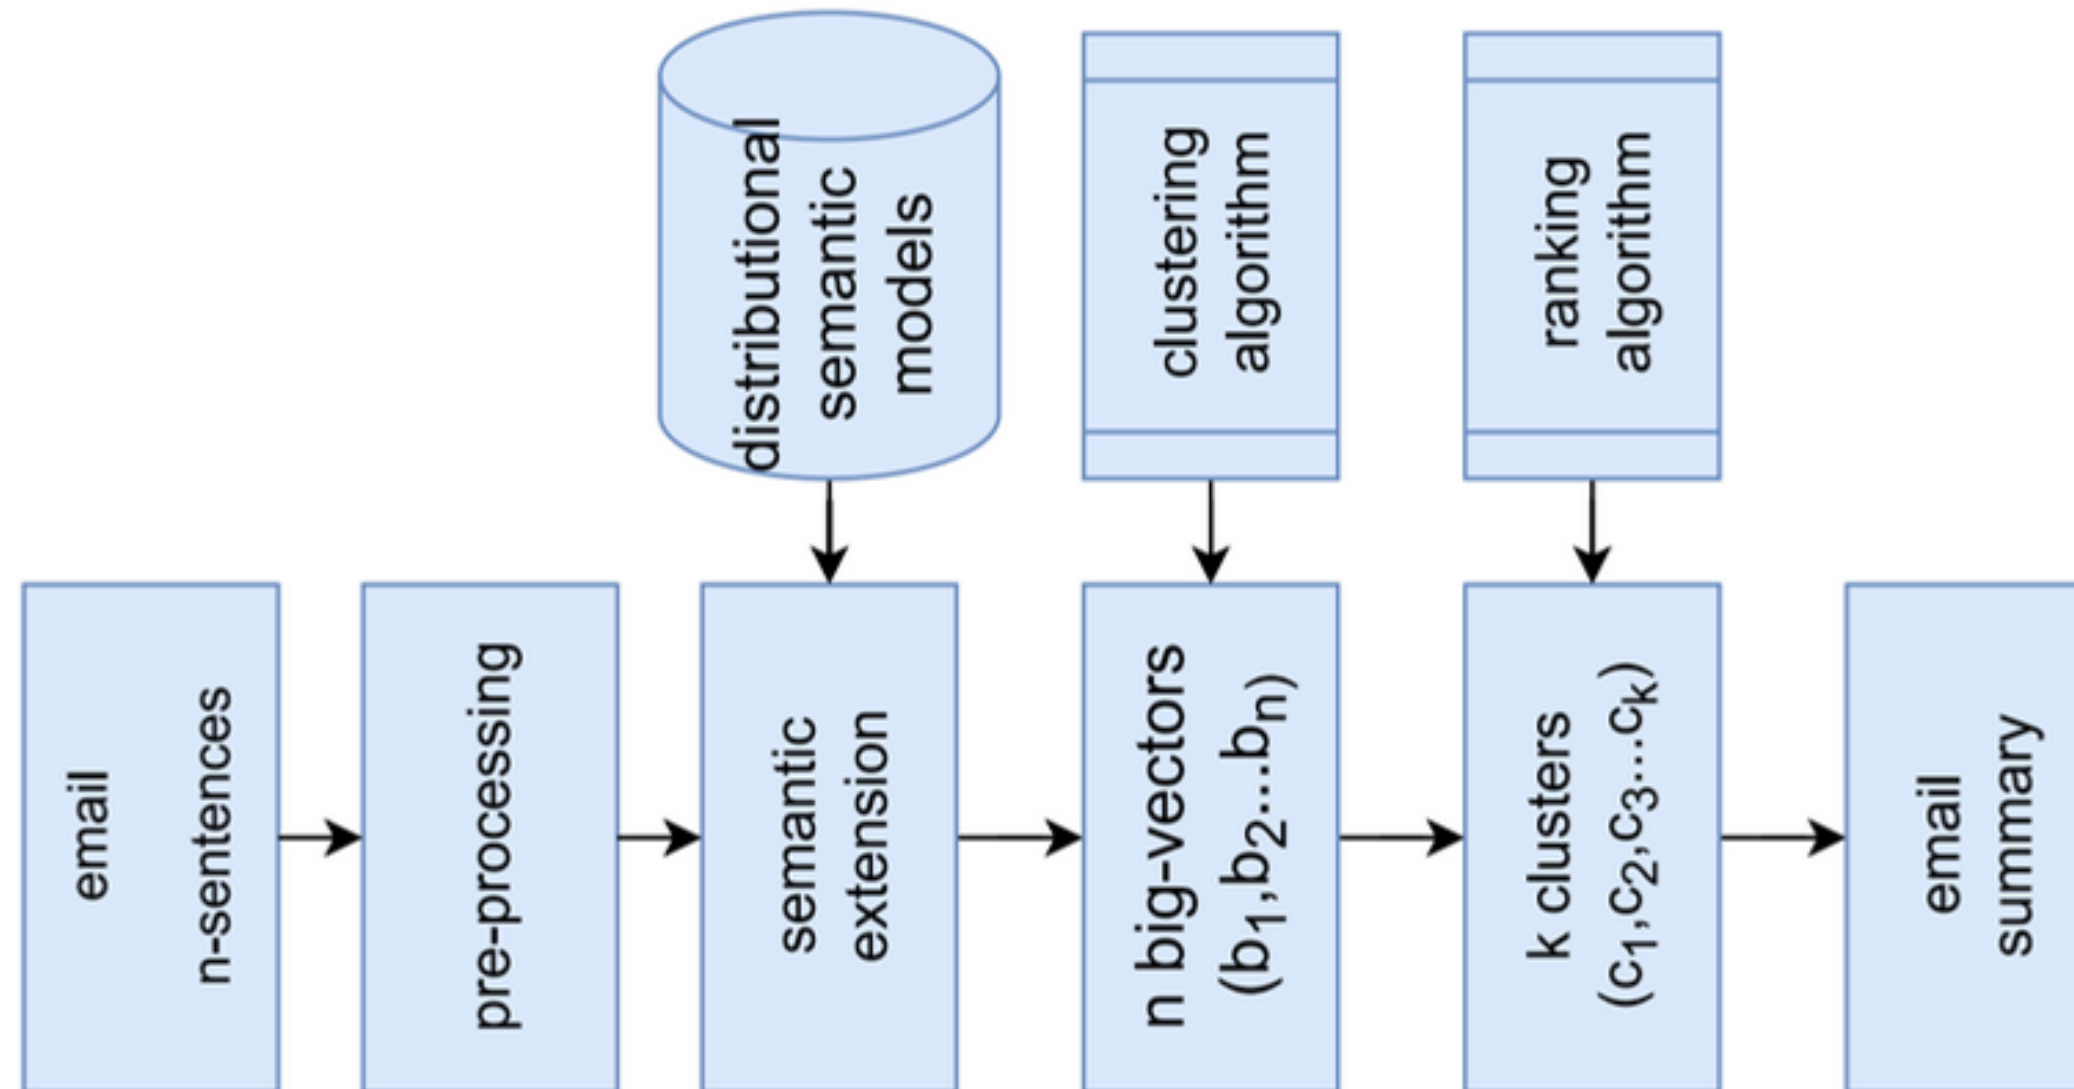 distributional
semantic
models
clustering
algorithm
ranking
algorithm
email
n-sentences
pre-processing
semantic
extension
n big-vectors
(b₁,b₂...bₙ)
k clusters
(c₁,c₂,c₃...cₖ)
email
summary